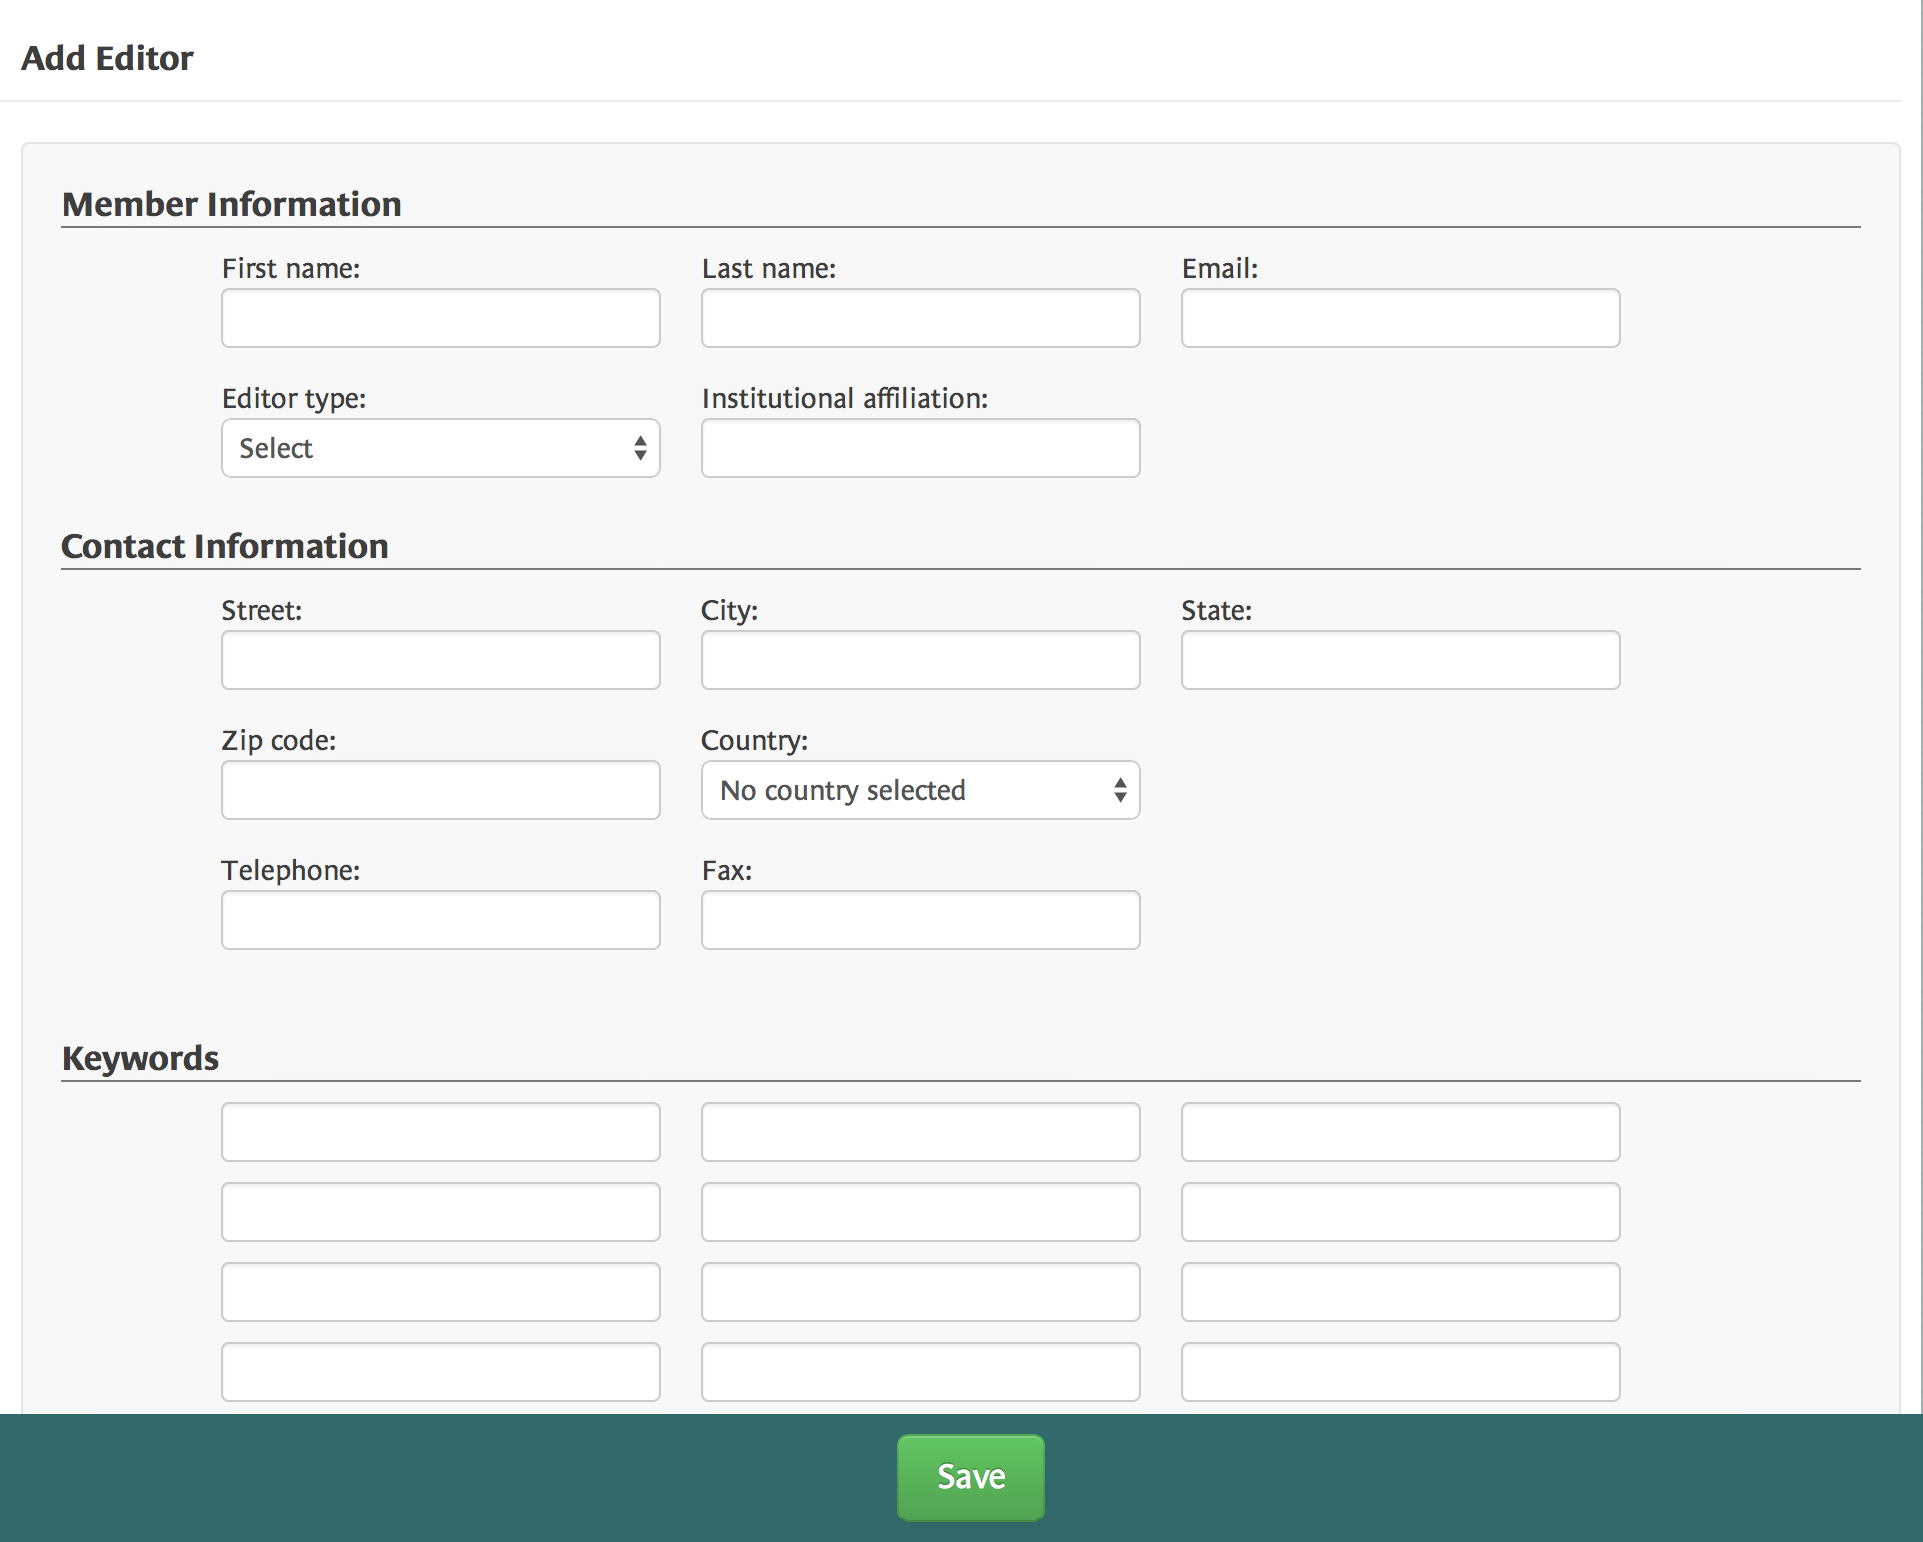 Add Editor
Member Information
First name: Last name: Email:
Editor type: Institutional affiliation:
Select
Contact Information
Street: City: State:
Zip code: Country:
No country selected
Telephone: Fax:
Keywords
Save